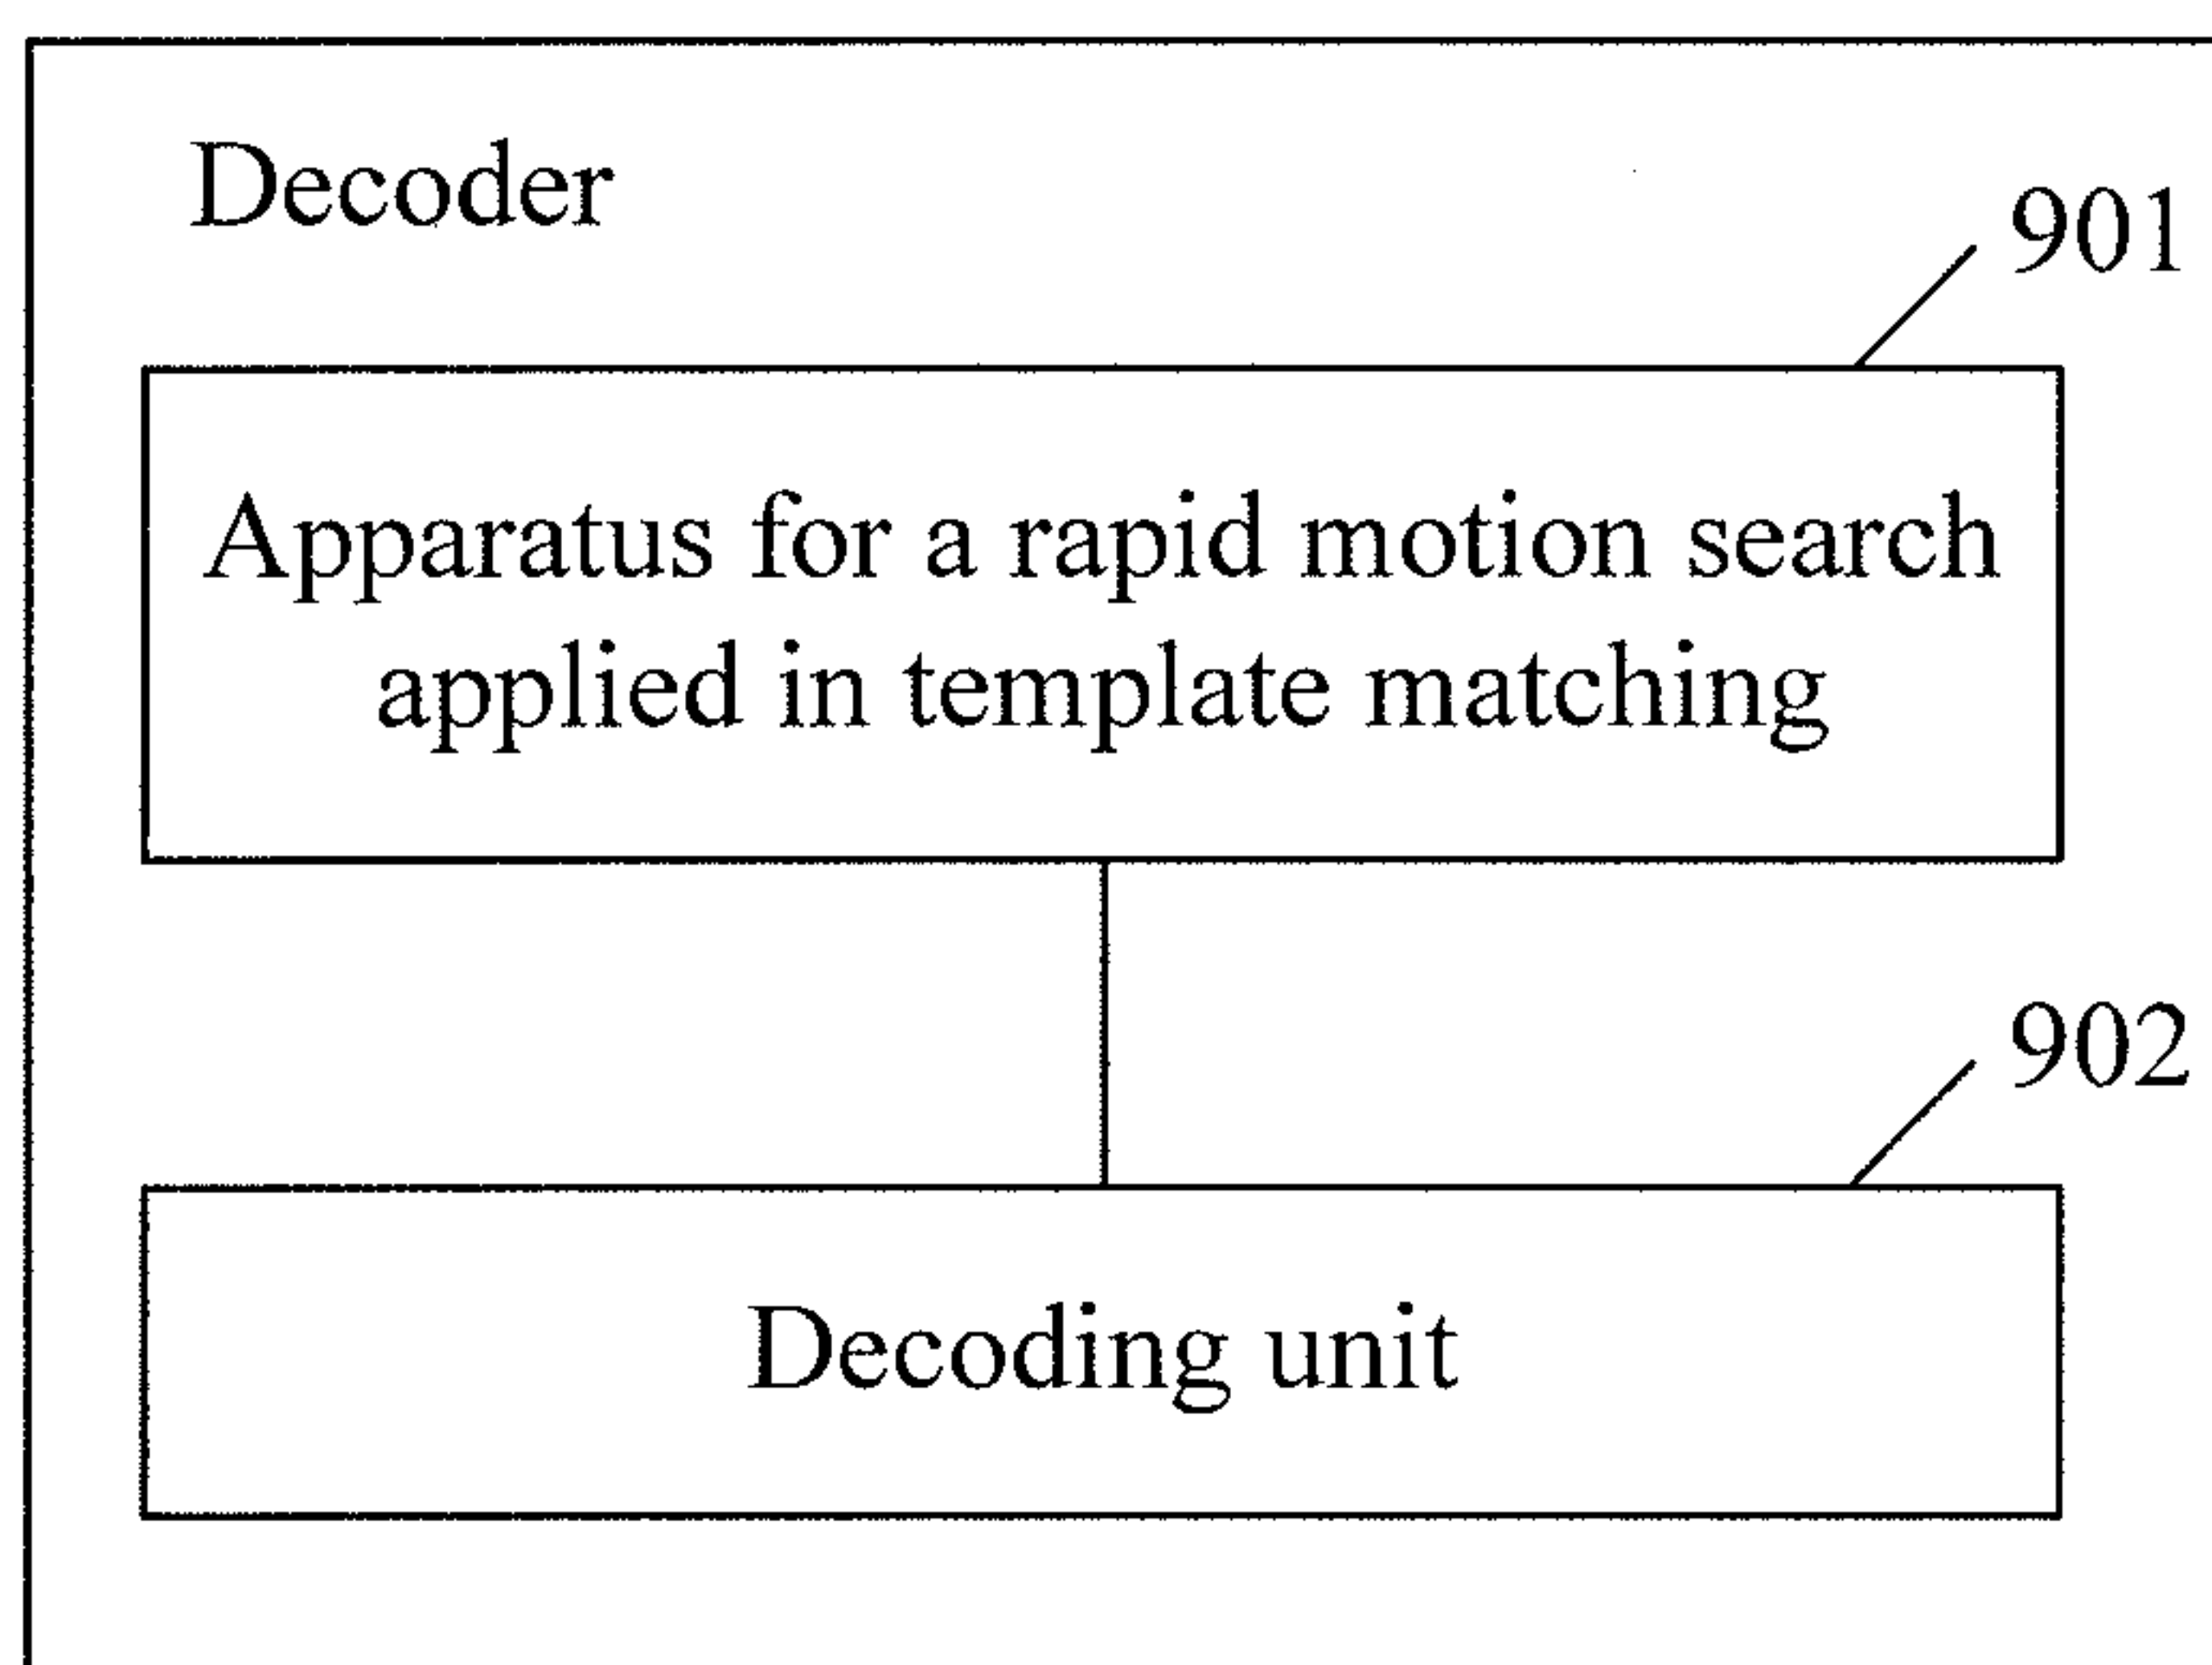 Decoder
901
Apparatus for a rapid motion search
applied in template matching
902
Decoding unit